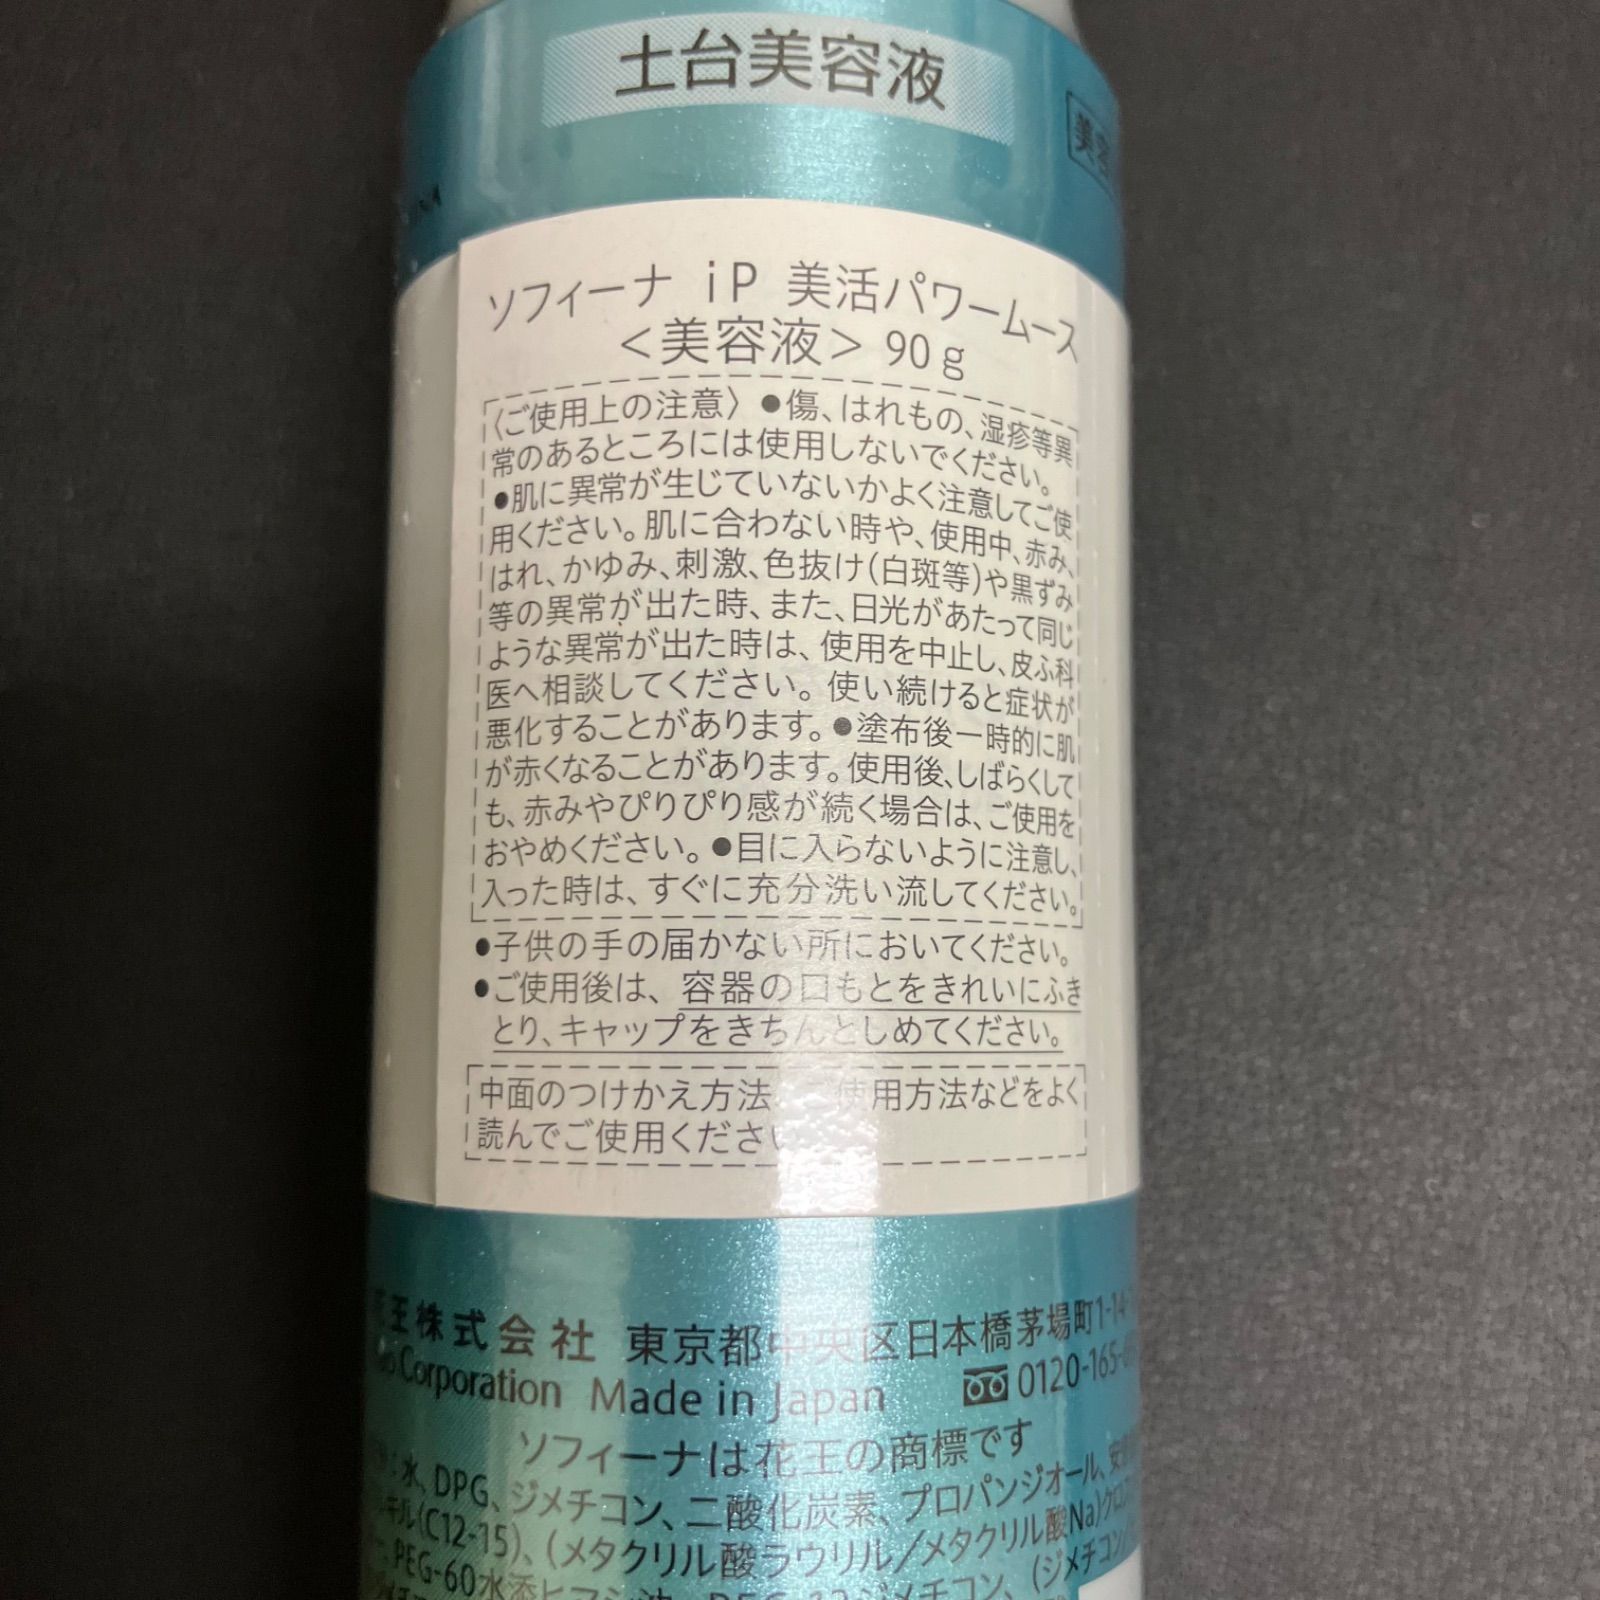 土台美容液
美容
ソフィーナ iP 美活パワームース
<美容液> 90g
〈ご使用上の注意〉●傷、はれもの、湿疹等異
常のあるところには使用しないでください。
●肌に異常が生じていないかよく注意してご使
用ください。肌に合わない時や、使用中、赤み、
はれ、かゆみ、刺激、色抜け(白斑等)や黒ずみ
等の異常が出た時、また、日光があたって同じ
ような異常が出た時は、使用を中止し、皮ふ科
医へ相談してください。使い続けると症状が
悪化することがあります。●塗布後一時的に肌
が赤くなることがあります。使用後、しばらくして
も、赤みやぴりぴり感が続く場合は、ご使用を
おやめください。●目に入らないように注意し、
入った時は、すぐに充分洗い流してください。
●子供の手の届かない所においてください。
●ご使用後は、容器の口もとをきれいにふき
とり、キャップをきちんとしめてください。
中面のつけかえ方法、ご使用方法などをよく
読んでご使用ください
王株式会社 東京都中央区日本橋茅場町1-14-
Corporation Made in Japan 0120-165-
ソフィーナは花王の商標です
水、DPG、ジメチコン、二酸化炭素、プロパンジオール、
キル(C12-15)、(メタクリル酸ラウリル/メタクリル酸Na)クロス
PEG-60水添ヒマシ油、PEG-12ジメチコン、(ジメチコン/